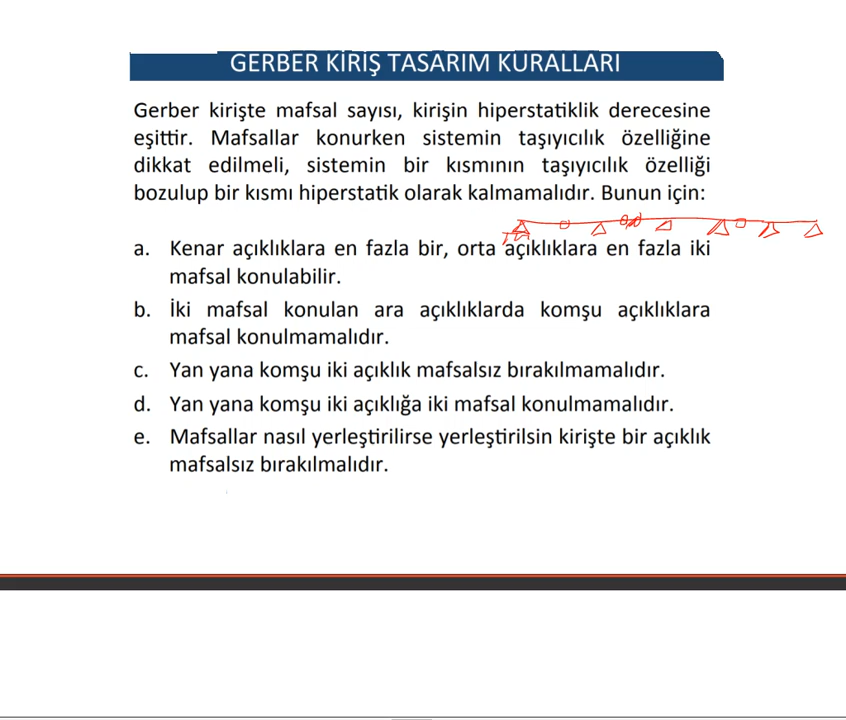 GERBER KİRİŞ TASARIM KURALLARI
Gerber kirişte mafsal sayısı, kirişin hiperstatiklik derecesine
eşittir. Mafsallar konurken sistemin taşıyıcılık özelliğine
dikkat edilmeli, sistemin bir kısmının taşıyıcılık özelliği
bozulup bir kısmı hiperstatik olarak kalmamalıdır. Bunun için:
a. Kenar açıklıklara en fazla bir, orta açıklıklara en fazla iki
mafsal konulabilir.
b. İki mafsal konulan ara açıklıklarda komşu açıklıklara
mafsal konulmamalıdır.
c. Yan yana komşu iki açıklık mafsalsız bırakılmamalıdır.
d. Yan yana komşu iki açıklığa iki mafsal konulmamalıdır.
e. Mafsallar nasıl yerleştirilirse yerleştirilsin kirişte bir açıklık
mafsalsız bırakılmalıdır.